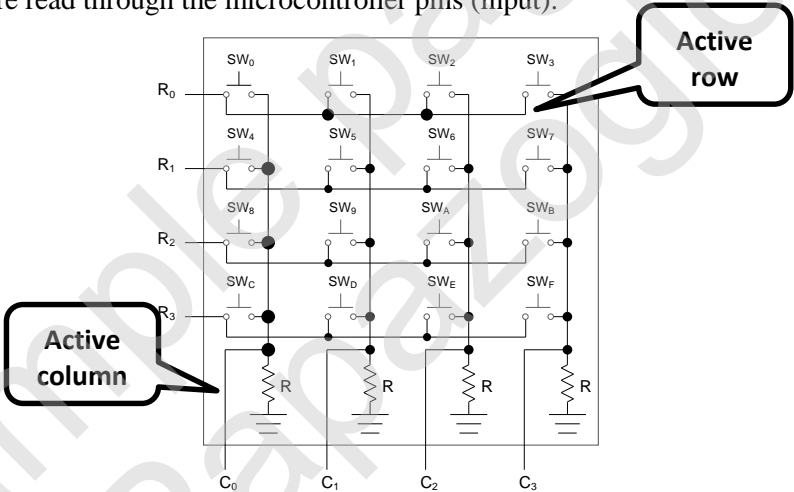 re read through the microcontroller pins (input).
Active
row
SW0 SW1 SW2 SW3
R0
SW4 SW5 SW6 SW7
R1
SW8 SW9 SWA SWB
R2
SWC SWD SWE SWF
R3
Active
column
R R R R
C0 C1 C2 C3